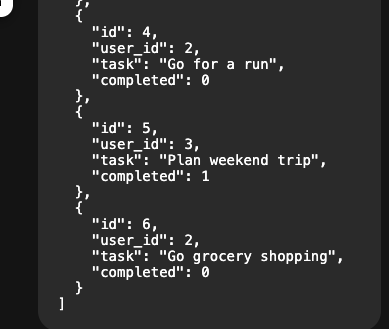 },
{
"id": 4,
"user_id": 2,
"task": "Go for a run",
"completed": 0
},
{
"id": 5,
"user_id": 3,
"task": "Plan weekend trip",
"completed": 1
},
{
"id": 6,
"user_id": 2,
"task": "Go grocery shopping",
"completed": 0
}
]